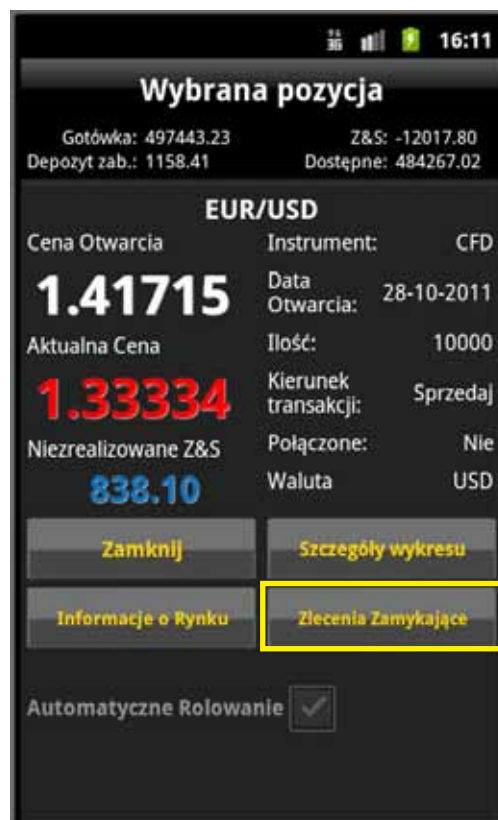 3G 16:11
Wybrana pozycja
Gotówka: 497443.23 Z&S: -12017.80
Depozyt zab.: 1158.41 Dostępne: 484267.02
EUR/USD
Cena Otwarcia
1.41715
Aktualna Cena
1.33334
Niezrealizowane Z&S
838.10
Instrument: CFD
Data
Otwarcia: 28-10-2011
Ilość: 10000
Kierunek
transakcji: Sprzedaj
Połączone: Nie
Waluta USD
Zamknij Szczegóły wykresu
Informacje o Rynku Zlecenia Zamykające
Automatyczne Rolowanie